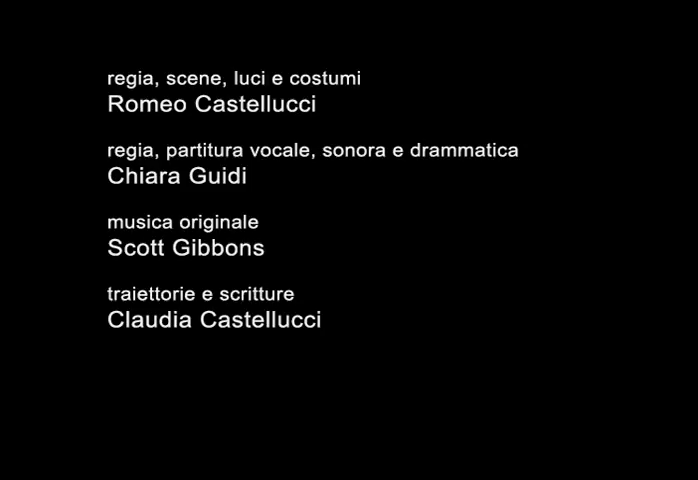 regia, scene, luci e costumi
Romeo Castellucci
regia, partitura vocale, sonora e drammatica
Chiara Guidi
musica originale
Scott Gibbons
traiettorie e scritture
Claudia Castellucci